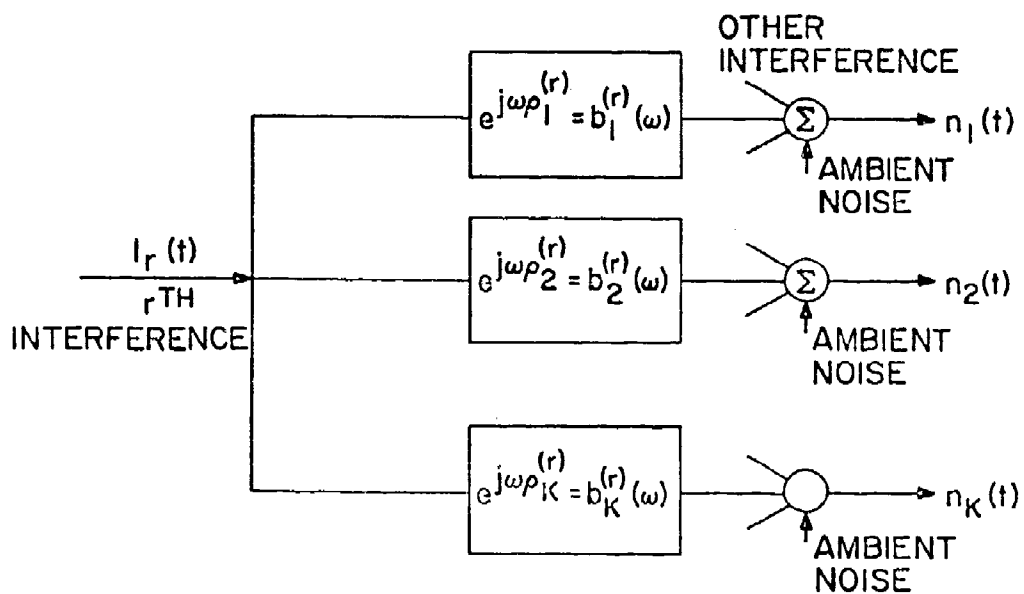 OTHER
INTERFERENCE
e^{jωρ_1^{(r)}} = b_1^{(r)}(ω)
Σ
n_1(t)
AMBIENT
NOISE
I_r(t)
r^{TH}
INTERFERENCE
e^{jωρ_2^{(r)}} = b_2^{(r)}(ω)
Σ
n_2(t)
AMBIENT
NOISE
e^{jωρ_K^{(r)}} = b_K^{(r)}(ω)
n_K(t)
AMBIENT
NOISE